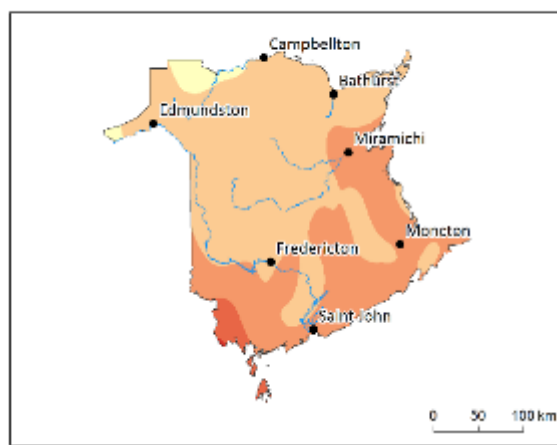 Campbellton
Bathurst
Edmundston
Miramichi
Moncton
Fredericton
Saint-John
0 50 100 km